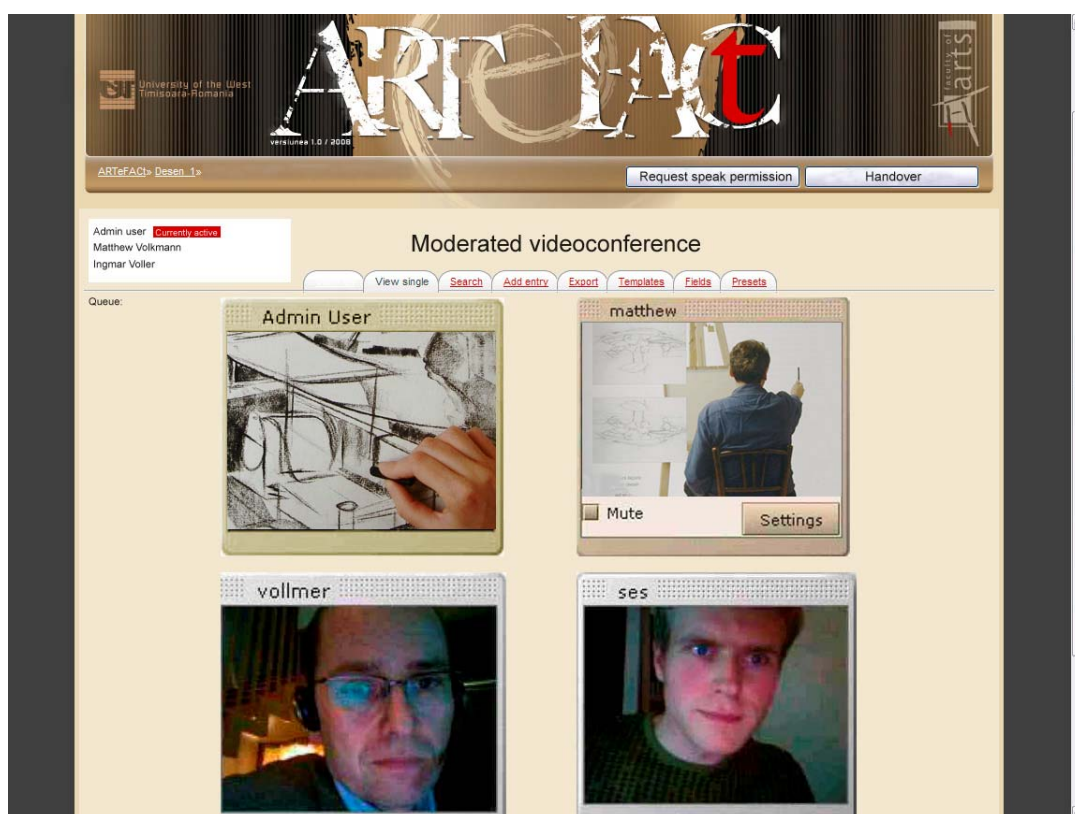 ARTeFACt
University of the West
Timisoara-Romania
faculty of
arts
versiunea 1.0 / 2008
ARTeFACt» Desen_1»
Request speak permission
Handover
Admin user Currently active
Matthew Volkmann
Ingmar Voller
Moderated videoconference
View single Search Add entry Export Templates Fields Presets
Queue:
Admin User
matthew
Mute
Settings
vollmer
ses